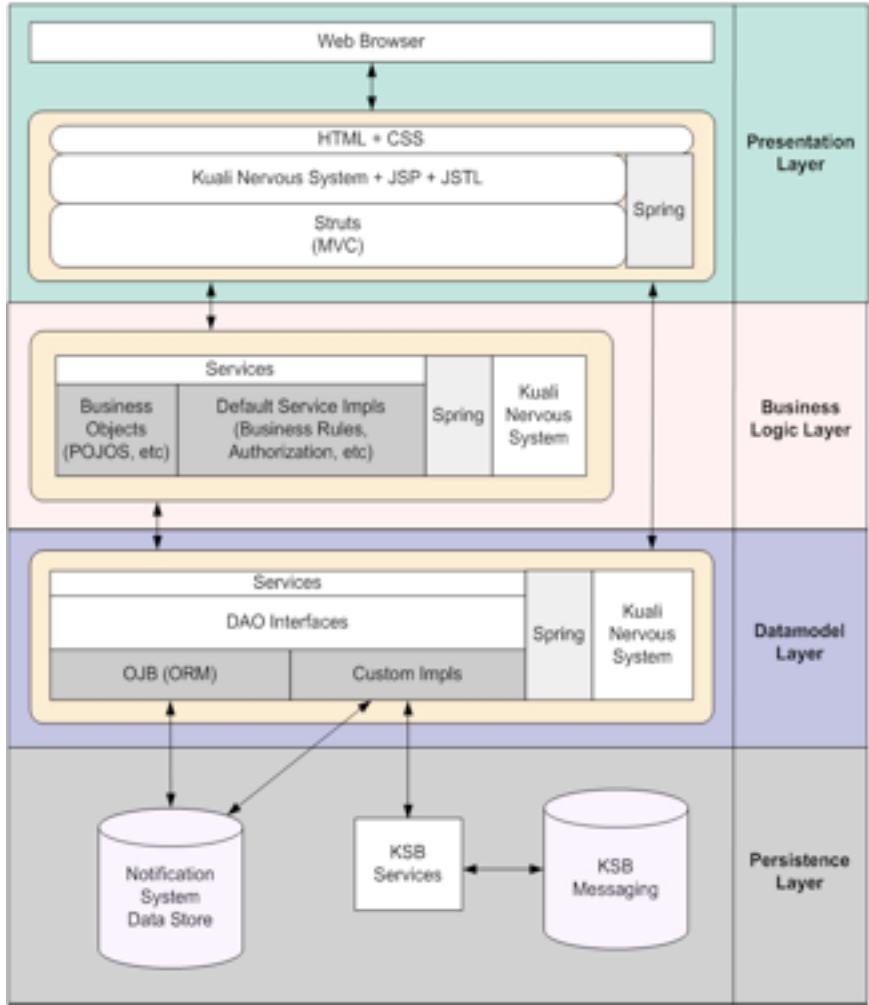 Web Browser
HTML + CSS
Kuali Nervous System + JSP + JSTL
Struts
(MVC)
Spring
Presentation
Layer
Services
Business
Objects
(POJOS, etc)
Default Service Impls
(Business Rules,
Authorization, etc)
Spring
Kuali
Nervous
System
Business
Logic Layer
Services
DAO Interfaces
OJB (ORM)
Custom Impls
Spring
Kuali
Nervous
System
Datamodel
Layer
Notification
System
Data Store
KSB
Services
KSB
Messaging
Persistence
Layer